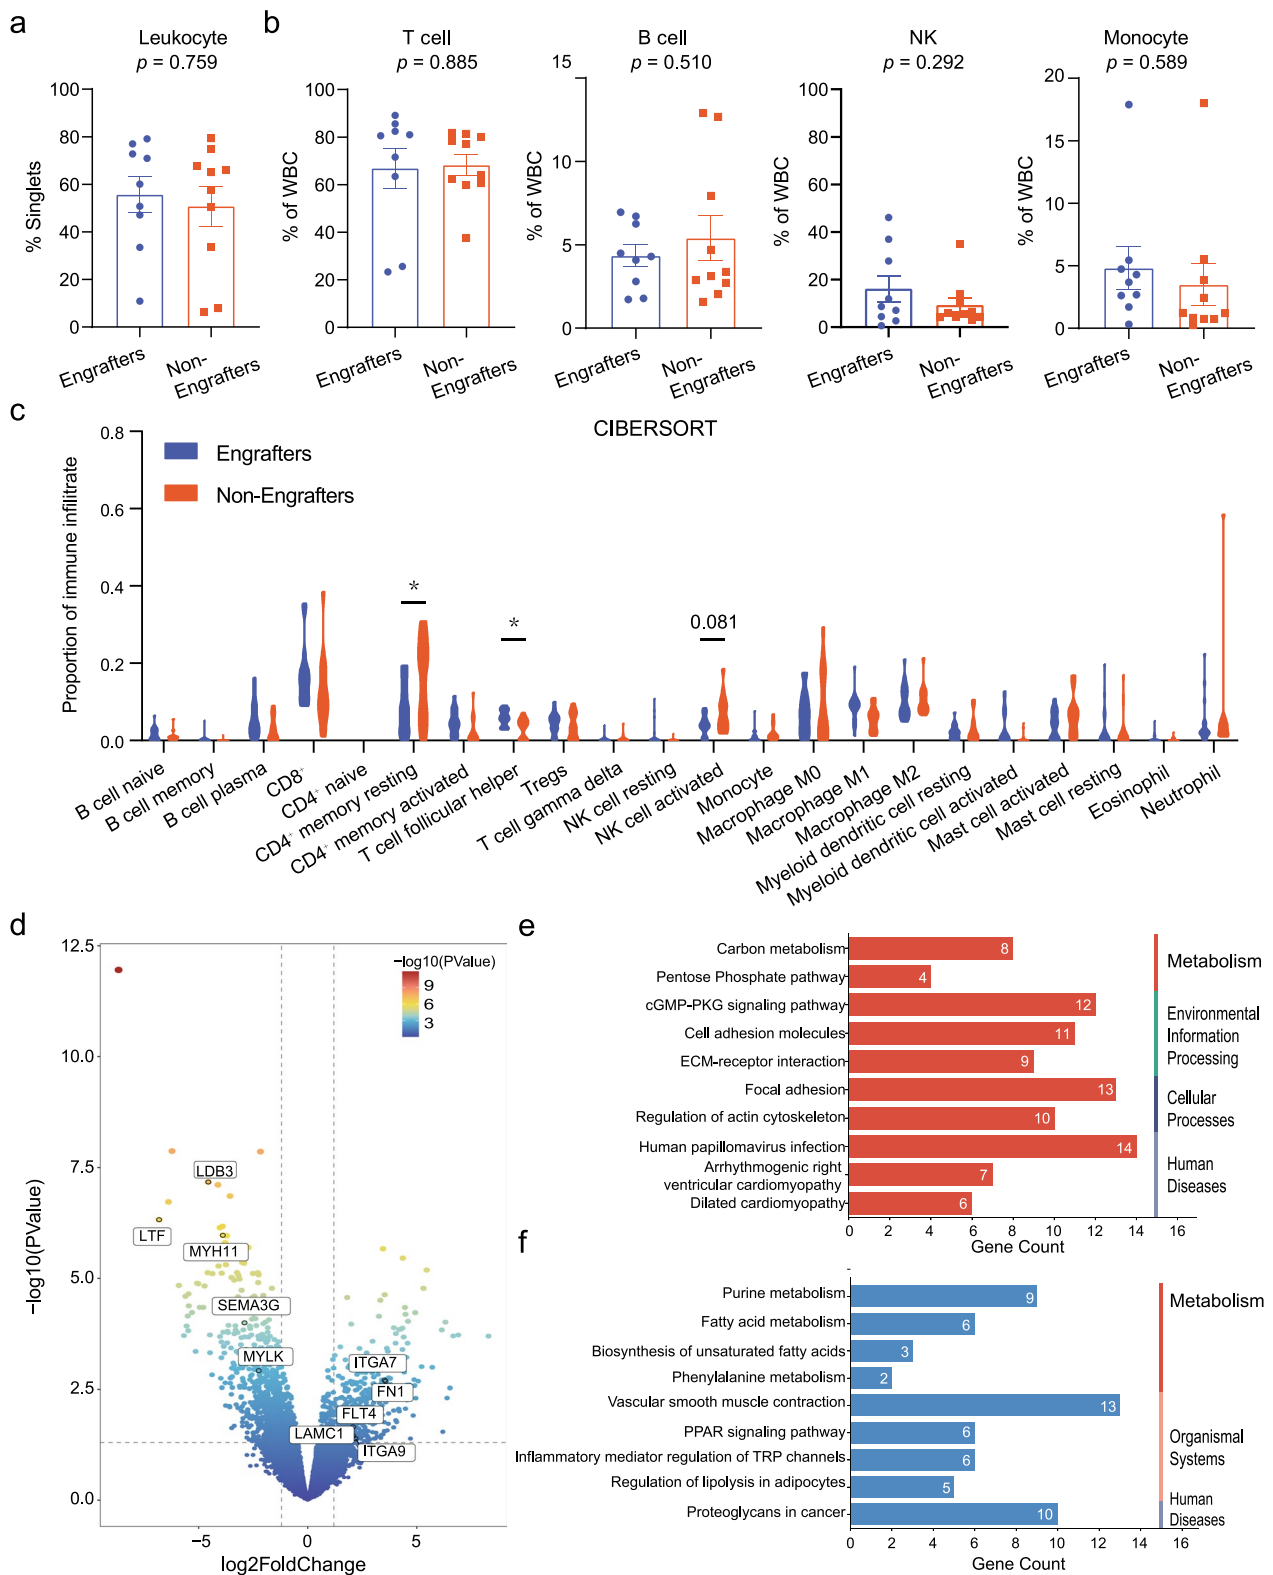 a
Leukocyte
p = 0.759
% Singlets
100
80
60
40
20
0
Engrafters
Non-
Engrafters
b
T cell
p = 0.885
% of WBC
100
80
60
40
20
0
Engrafters
Non-
Engrafters
B cell
p = 0.510
% of WBC
15
10
5
0
Engrafters
Non-
Engrafters
NK
p = 0.292
% of WBC
100
80
60
40
20
0
Engrafters
Non-
Engrafters
Monocyte
p = 0.589
% of WBC
20
15
10
5
0
Engrafters
Non-
Engrafters
c
CIBERSORT
Engrafters
Non-Engrafters
Proportion of immune infilitrate
0.8
0.6
0.4
0.2
0.0
*
*
0.081
B cell naive
B cell memory
B cell plasma
CD8+
CD4+ naive
CD4+ memory resting
CD4+ memory activated
T cell follicular helper
Tregs
T cell gamma delta
NK cell resting
NK cell activated
Monocyte
Macrophage M0
Macrophage M1
Macrophage M2
Myeloid dendritic cell resting
Myeloid dendritic cell activated
Mast cell activated
Mast cell resting
Eosinophil
Neutrophil
d
−log10(PValue)
12.5
10.0
7.5
5.0
2.5
0.0
−log10(PValue)
9
6
3
LDB3
LTF
MYH11
SEMA3G
MYLK
ITGA7
FN1
FLT4
LAMC1
ITGA9
−5
0
5
log2FoldChange
e
Carbon metabolism
8
Pentose Phosphate pathway
4
cGMP-PKG signaling pathway
12
Cell adhesion molecules
11
ECM-receptor interaction
9
Focal adhesion
13
Regulation of actin cytoskeleton
10
Human papillomavirus infection
14
Arrhythmogenic right
ventricular cardiomyopathy
7
Dilated cardiomyopathy
6
Metabolism
Environmental
Information
Processing
Cellular
Processes
Human
Diseases
0 2 4 6 8 10 12 14 16
Gene Count
f
Purine metabolism
9
Fatty acid metabolism
6
Biosynthesis of unsaturated fatty acids
3
Phenylalanine metabolism
2
Vascular smooth muscle contraction
13
PPAR signaling pathway
6
Inflammatory mediator regulation of TRP channels
6
Regulation of lipolysis in adipocytes
5
Proteoglycans in cancer
10
Metabolism
Organismal
Systems
Human
Diseases
0 2 4 6 8 10 12 14 16
Gene Count